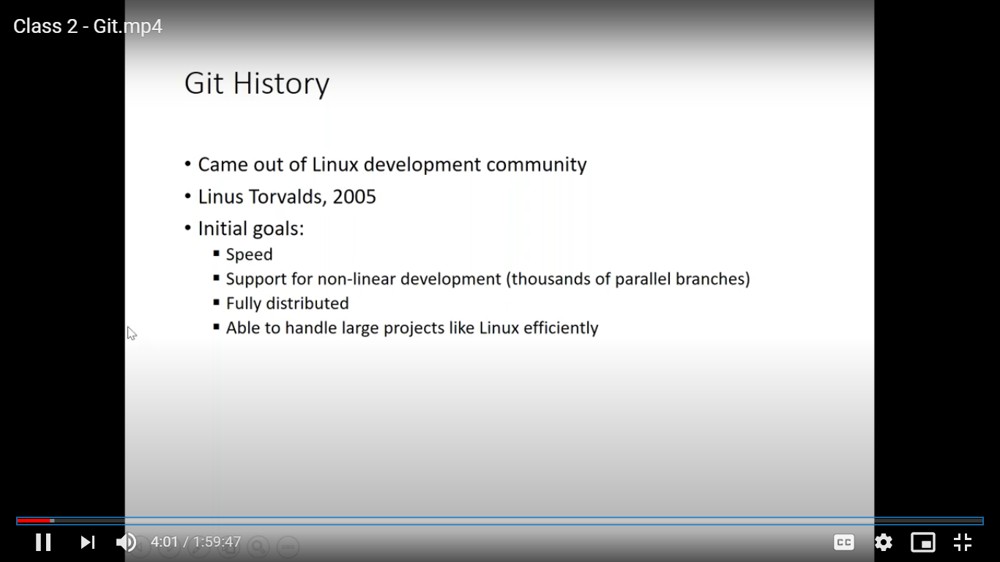 Class 2 - Git.mp4
Git History
• Came out of Linux development community
• Linus Torvalds, 2005
• Initial goals:
▪ Speed
▪ Support for non-linear development (thousands of parallel branches)
▪ Fully distributed
▪ Able to handle large projects like Linux efficiently
4:01 / 1:59:47
CC